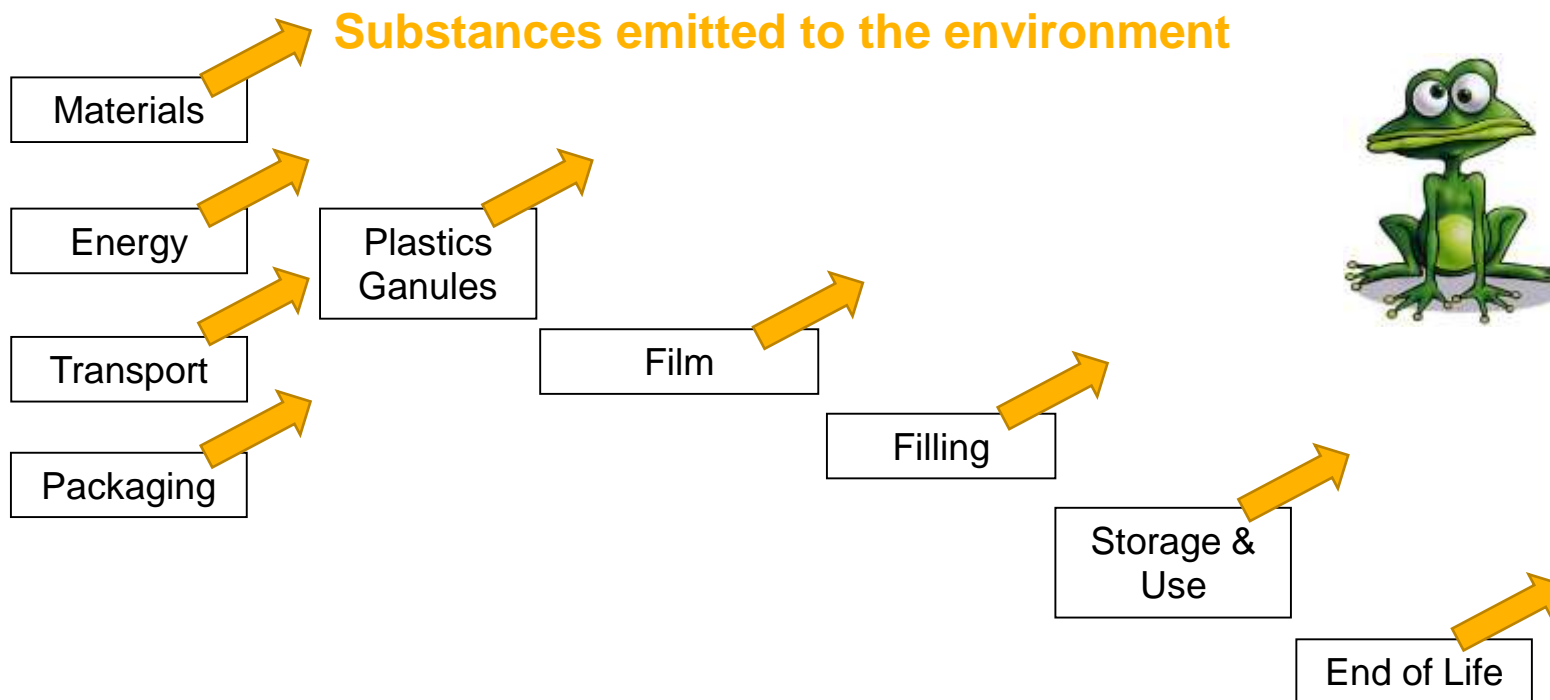 Substances emitted to the environment
Materials
Energy
Transport
Packaging
Plastics
Ganules
Film
Filling
Storage &
Use
End of Life